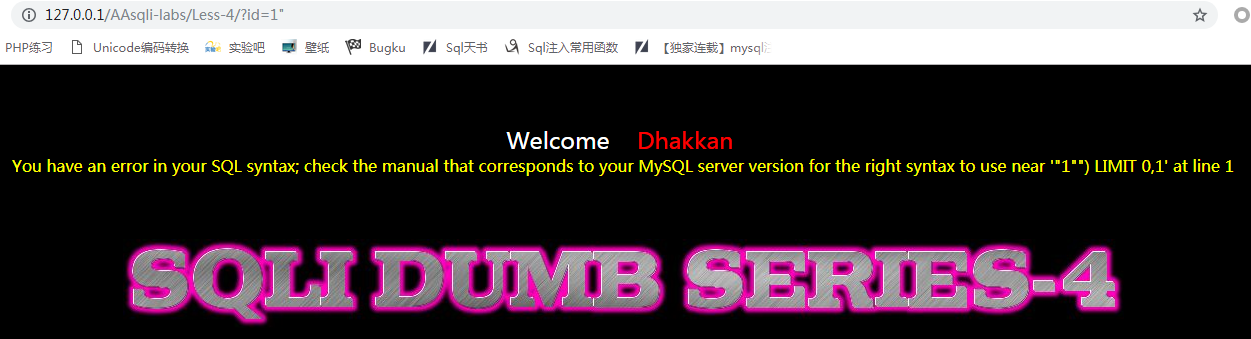 127.0.0.1/AAsqli-labs/Less-4/?id=1"
PHP练习 Unicode编码转换 实验吧 壁纸 Bugku Sql天书 Sql注入常用函数 【独家连载】mysql
Welcome Dhakkan
You have an error in your SQL syntax; check the manual that corresponds to your MySQL server version for the right syntax to use near '"1"") LIMIT 0,1' at line 1
SQLI DUMB SERIES-4